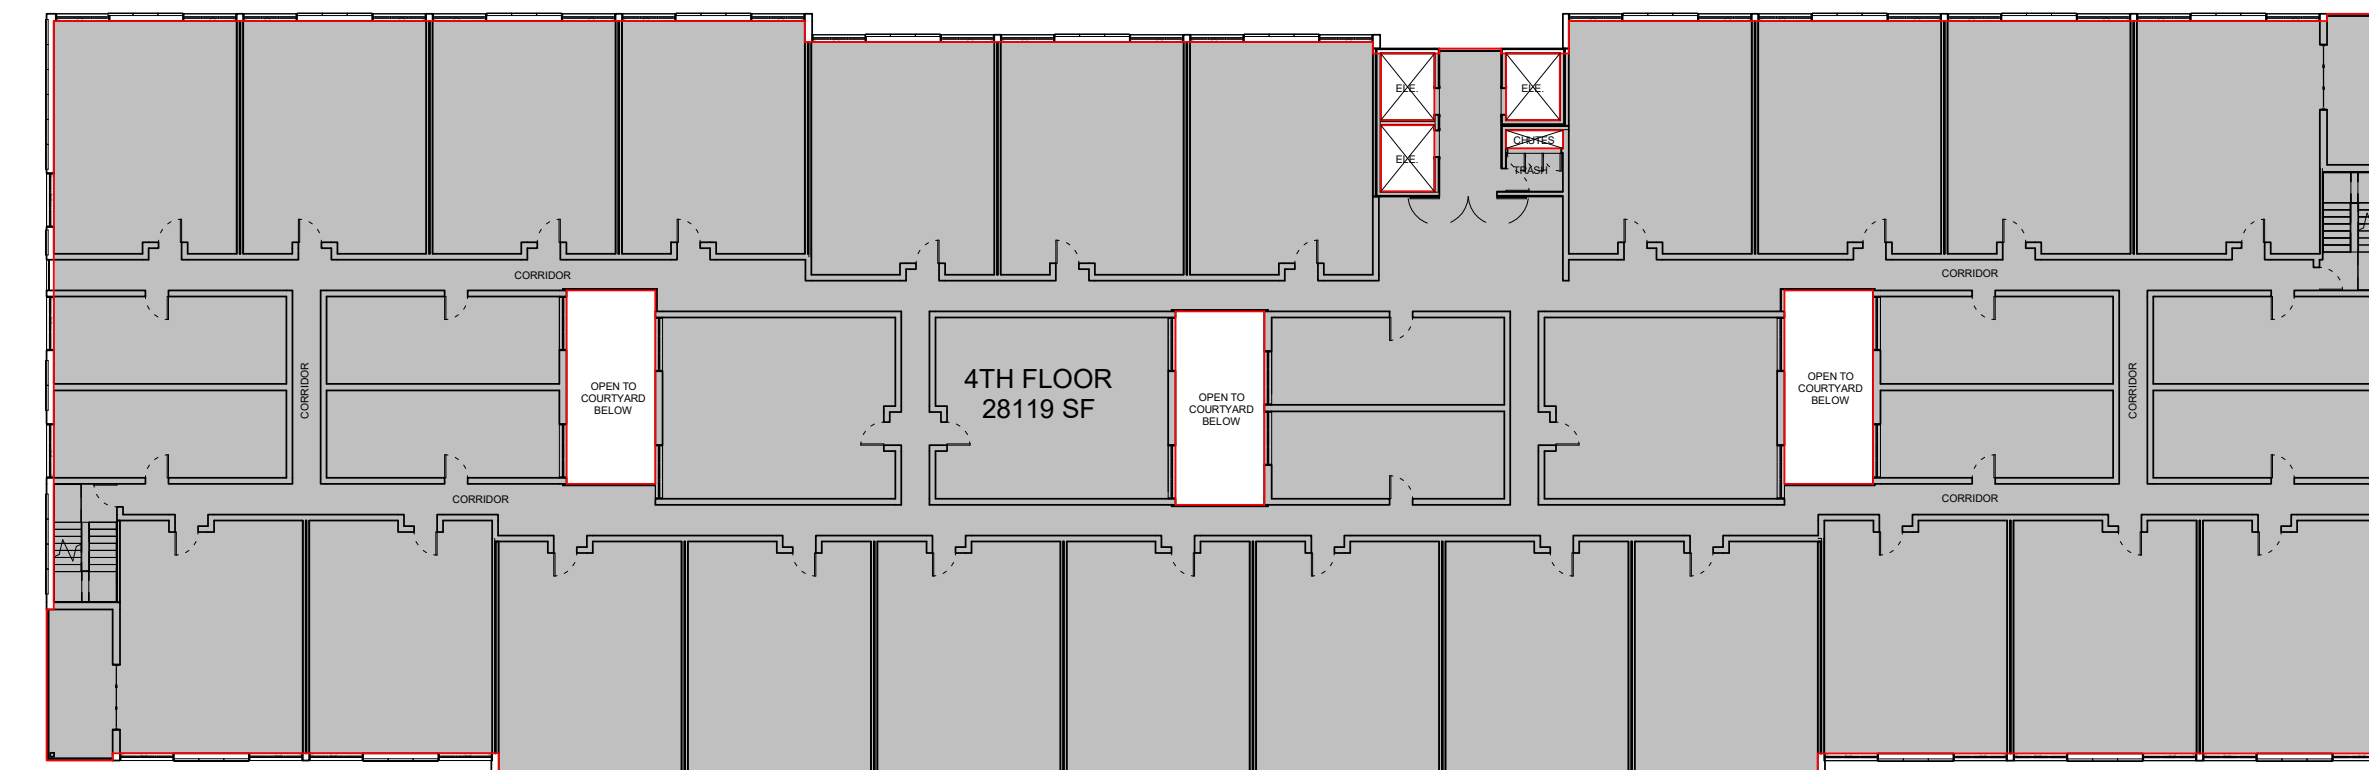 ELE.
ELE.
CHUTES
ELE.
TRASH
CORRIDOR
CORRIDOR
4TH FLOOR
28119 SF
OPEN TO
COURTYARD
BELOW
OPEN TO
COURTYARD
BELOW
OPEN TO
COURTYARD
BELOW
CORRIDOR
CORRIDOR
CORRIDOR
CORRIDOR